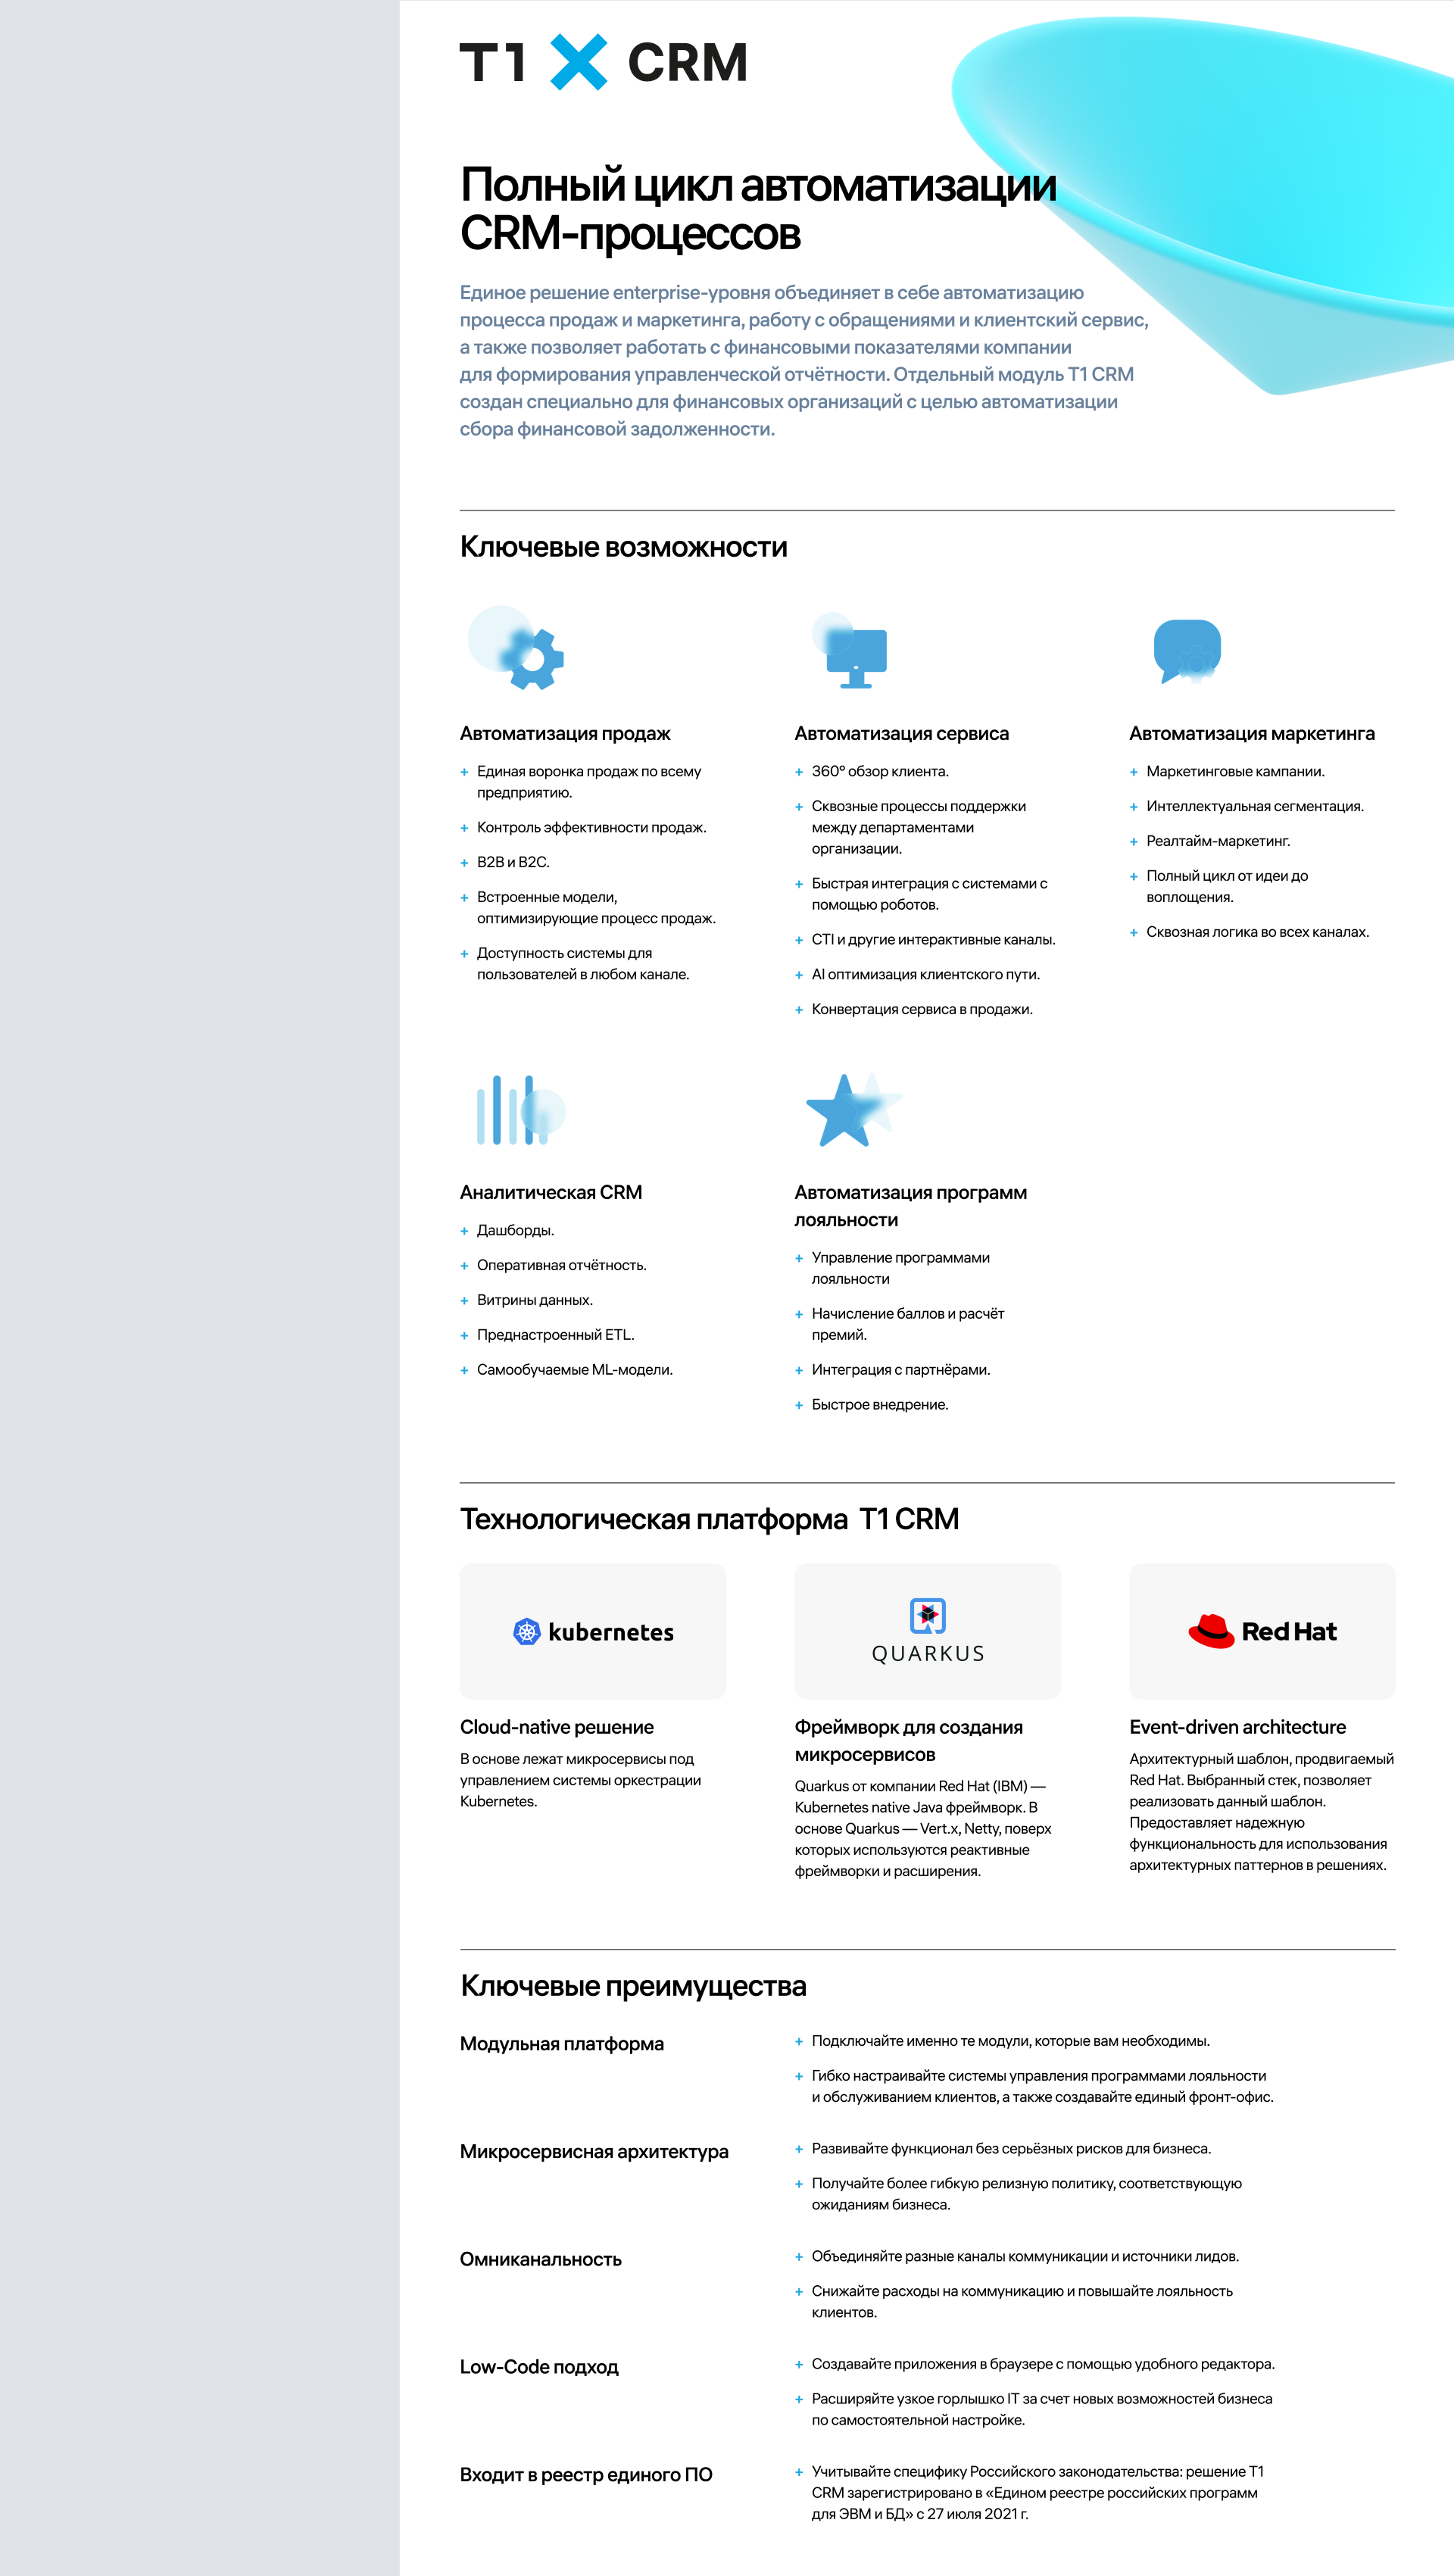 T1 X CRM
Полный цикл автоматизации
CRM-процессов
Единое решение enterprise-уровня объединяет в себе автоматизацию
процесса продаж и маркетинга, работу с обращениями и клиентский сервис,
а также позволяет работать с финансовыми показателями компании
для формирования управленческой отчётности. Отдельный модуль T1 CRM
создан специально для финансовых организаций с целью автоматизации
сбора финансовой задолженности.
Ключевые возможности
Автоматизация продаж
+ Единая воронка продаж по всему
предприятию.
+ Контроль эффективности продаж.
+ B2B и B2C.
+ Встроенные модели,
оптимизирующие процесс продаж.
+ Доступность системы для
пользователей в любом канале.
Автоматизация сервиса
+ 360° обзор клиента.
+ Сквозные процессы поддержки
между департаментами
организации.
+ Быстрая интеграция с системами с
помощью роботов.
+ CTI и другие интерактивные каналы.
+ AI оптимизация клиентского пути.
+ Конвертация сервиса в продажи.
Автоматизация маркетинга
+ Маркетинговые кампании.
+ Интеллектуальная сегментация.
+ Реалтайм-маркетинг.
+ Полный цикл от идеи до
воплощения.
+ Сквозная логика во всех каналах.
Аналитическая CRM
+ Дашборды.
+ Оперативная отчётность.
+ Витрины данных.
+ Преднастроенный ETL.
+ Самообучаемые ML-модели.
Автоматизация программ
лояльности
+ Управление программами
лояльности
+ Начисление баллов и расчёт
премий.
+ Интеграция с партнёрами.
+ Быстрое внедрение.
Технологическая платформа T1 CRM
kubernetes
Cloud-native решение
В основе лежат микросервисы под
управлением системы оркестрации
Kubernetes.
QUARKUS
Фреймворк для создания
микросервисов
Quarkus от компании Red Hat (IBM) —
Kubernetes native Java фреймворк. В
основе Quarkus — Vert.x, Netty, поверх
которых используются реактивные
фреймворки и расширения.
Red Hat
Event-driven architecture
Архитектурный шаблон, продвигаемый
Red Hat. Выбранный стек, позволяет
реализовать данный шаблон.
Предоставляет надежную
функциональность для использования
архитектурных паттернов в решениях.
Ключевые преимущества
Модульная платформа
+ Подключайте именно те модули, которые вам необходимы.
+ Гибко настраивайте системы управления программами лояльности
и обслуживанием клиентов, а также создавайте единый фронт-офис.
Микросервисная архитектура
+ Развивайте функционал без серьёзных рисков для бизнеса.
+ Получайте более гибкую релизную политику, соответствующую
ожиданиям бизнеса.
Омниканальность
+ Объединяйте разные каналы коммуникации и источники лидов.
+ Снижайте расходы на коммуникацию и повышайте лояльность
клиентов.
Low-Code подход
+ Создавайте приложения в браузере с помощью удобного редактора.
+ Расширяйте узкое горлышко IT за счет новых возможностей бизнеса
по самостоятельной настройке.
Входит в реестр единого ПО
+ Учитывайте специфику Российского законодательства: решение T1
CRM зарегистрировано в «Едином реестре российских программ
для ЭВМ и БД» с 27 июля 2021 г.